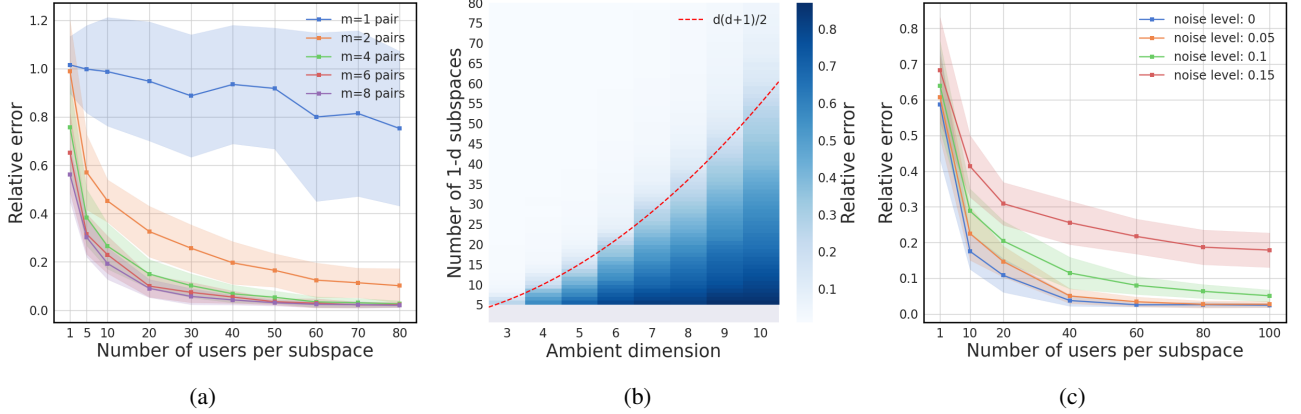 m=1 pair
m=2 pairs
m=4 pairs
m=6 pairs
m=8 pairs
1.2
1.0
0.8
0.6
0.4
0.2
0.0
Relative error
1 5 10 20 30 40 50 60 70 80
Number of users per subspace
(a)
d(d+1)/2
80
75
70
65
60
55
50
45
40
35
30
25
20
15
10
5
Number of 1-d subspaces
3 4 5 6 7 8 9 10
Ambient dimension
0.8
0.7
0.6
0.5
0.4
0.3
0.2
0.1
Relative error
(b)
noise level: 0
noise level: 0.05
noise level: 0.1
noise level: 0.15
0.8
0.7
0.6
0.5
0.4
0.3
0.2
0.1
0.0
Relative error
1 10 20 40 60 80 100
Number of users per subspace
(c)